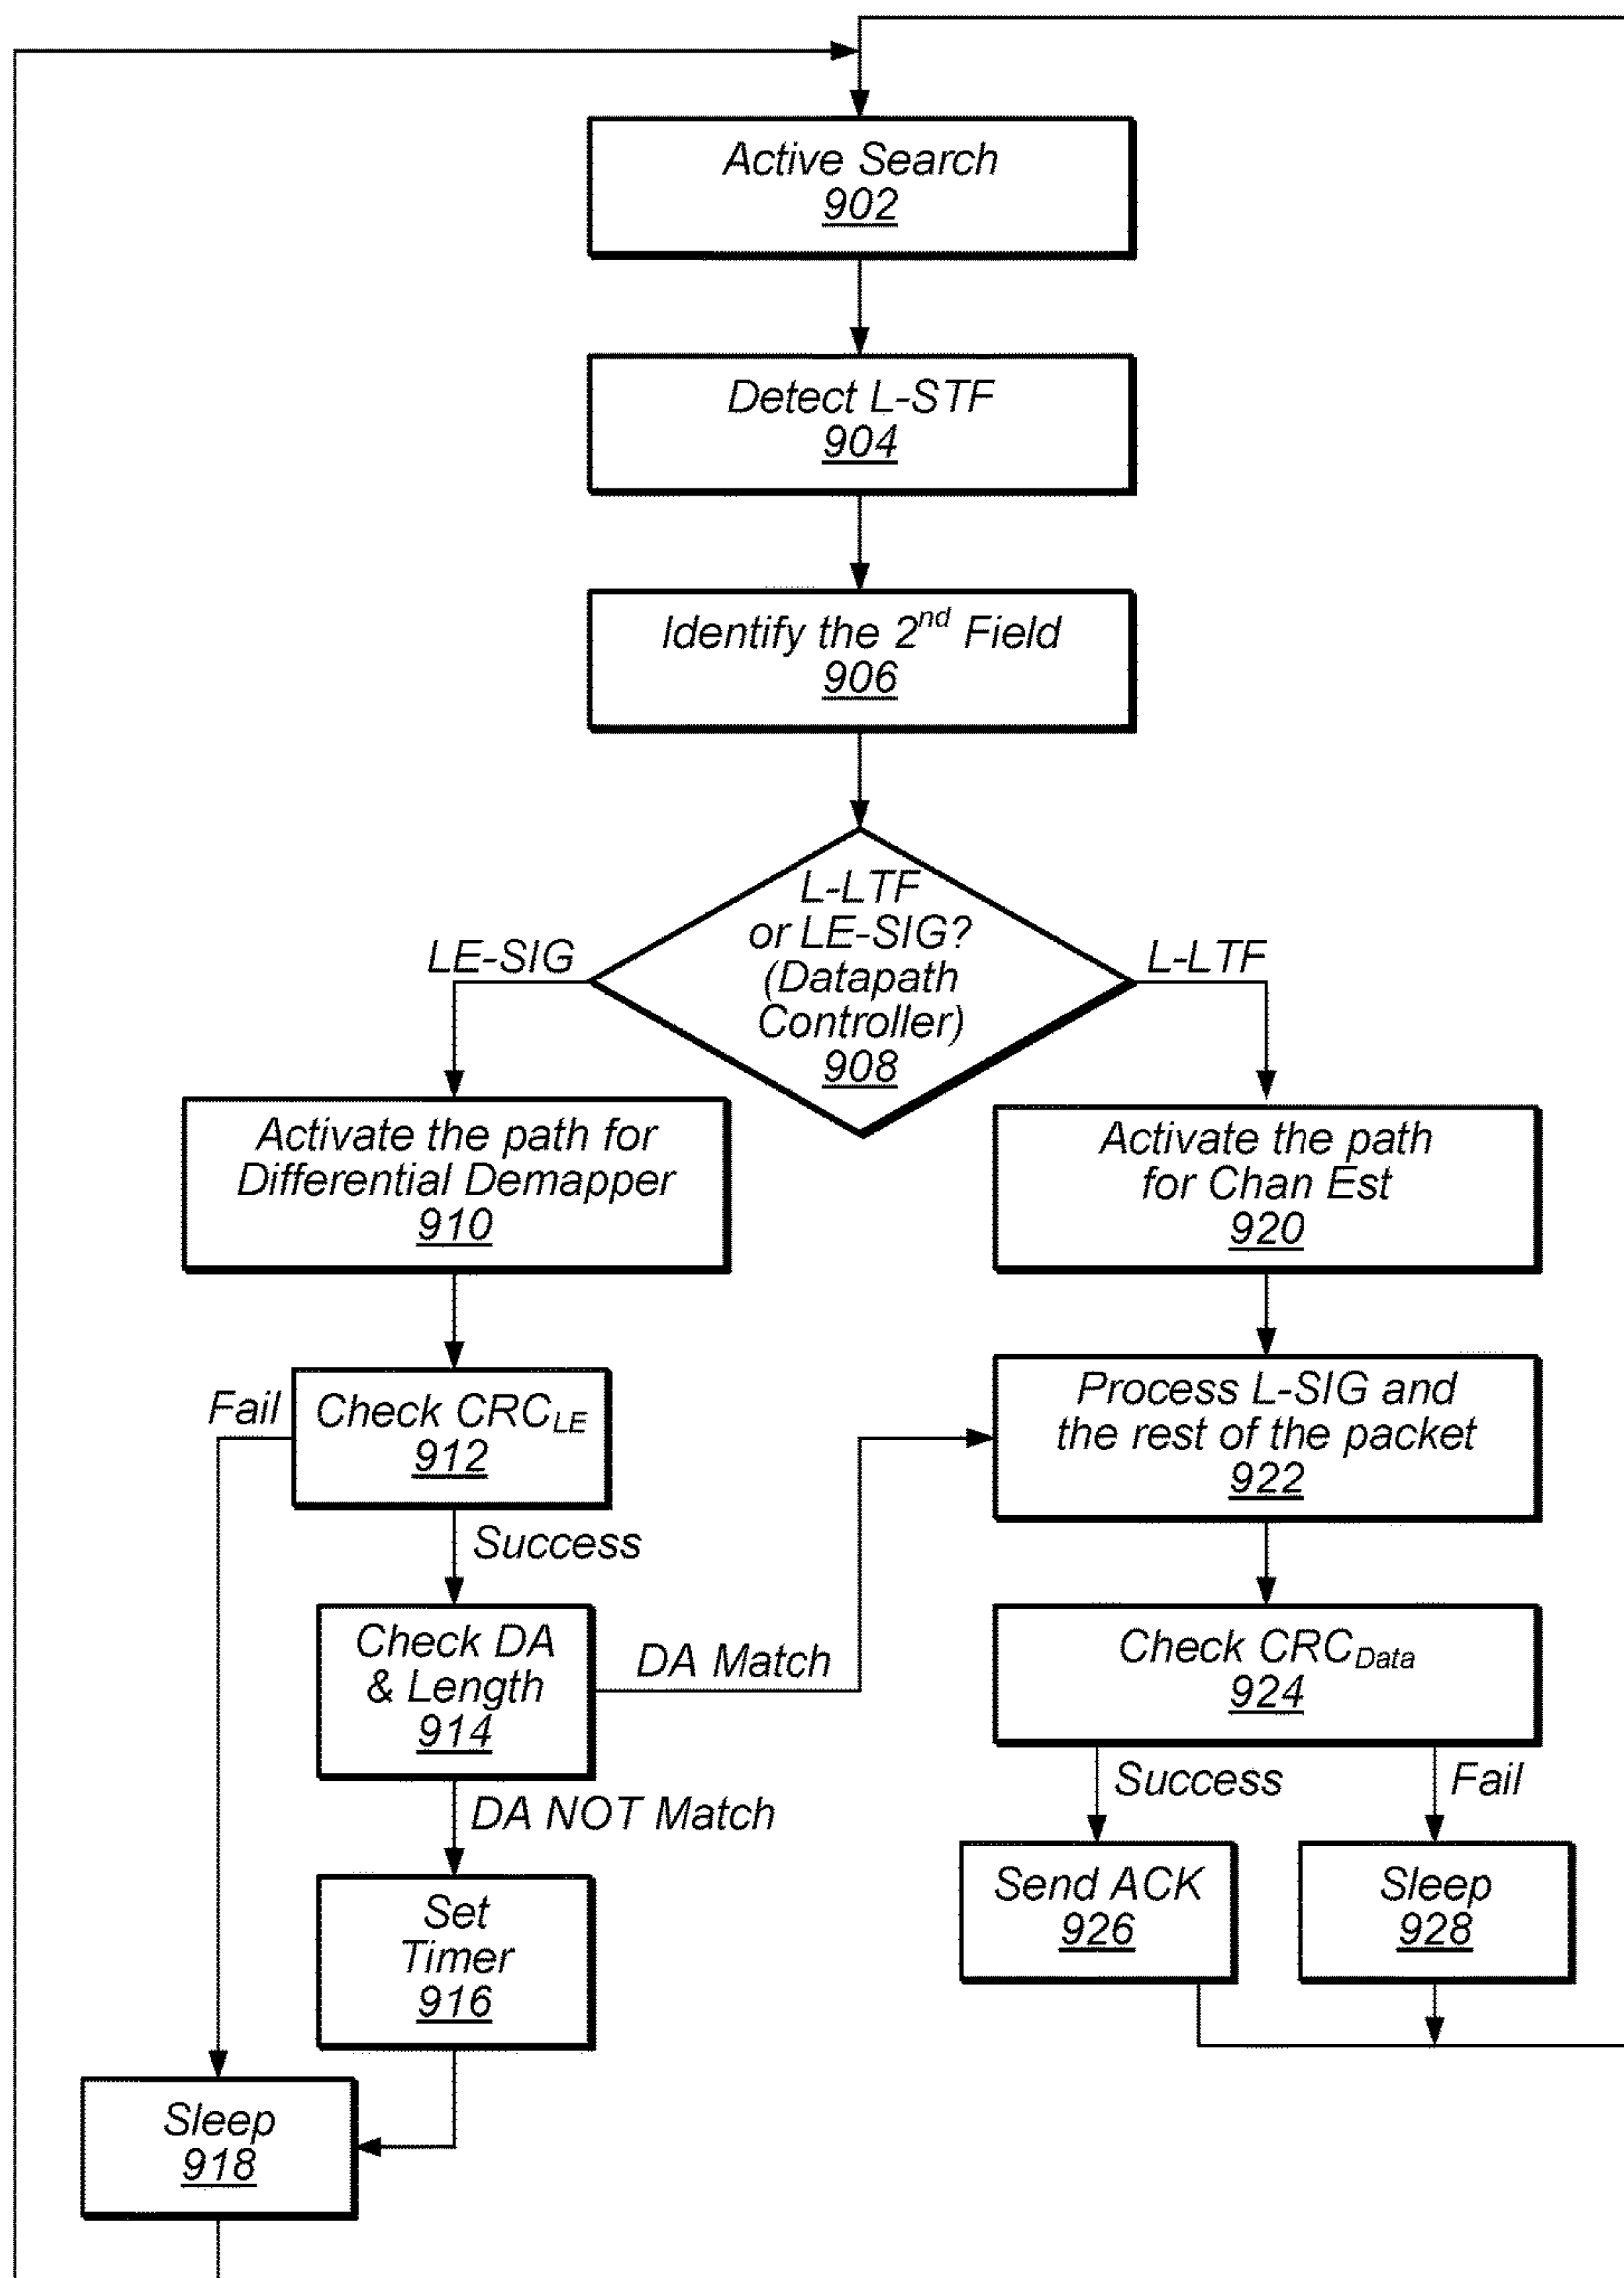 Active Search
902
Detect L-STF
904
Identify the 2nd Field
906
L-LTF
or LE-SIG?
(Datapath
Controller)
908
LE-SIG
L-LTF
Activate the path for
Differential Demapper
910
Activate the path
for Chan Est
920
Fail
Check CRCLE
912
Process L-SIG and
the rest of the packet
922
Success
Check DA
& Length
914
DA Match
Check CRCData
924
DA NOT Match
Success
Fail
Set
Timer
916
Send ACK
926
Sleep
928
Sleep
918